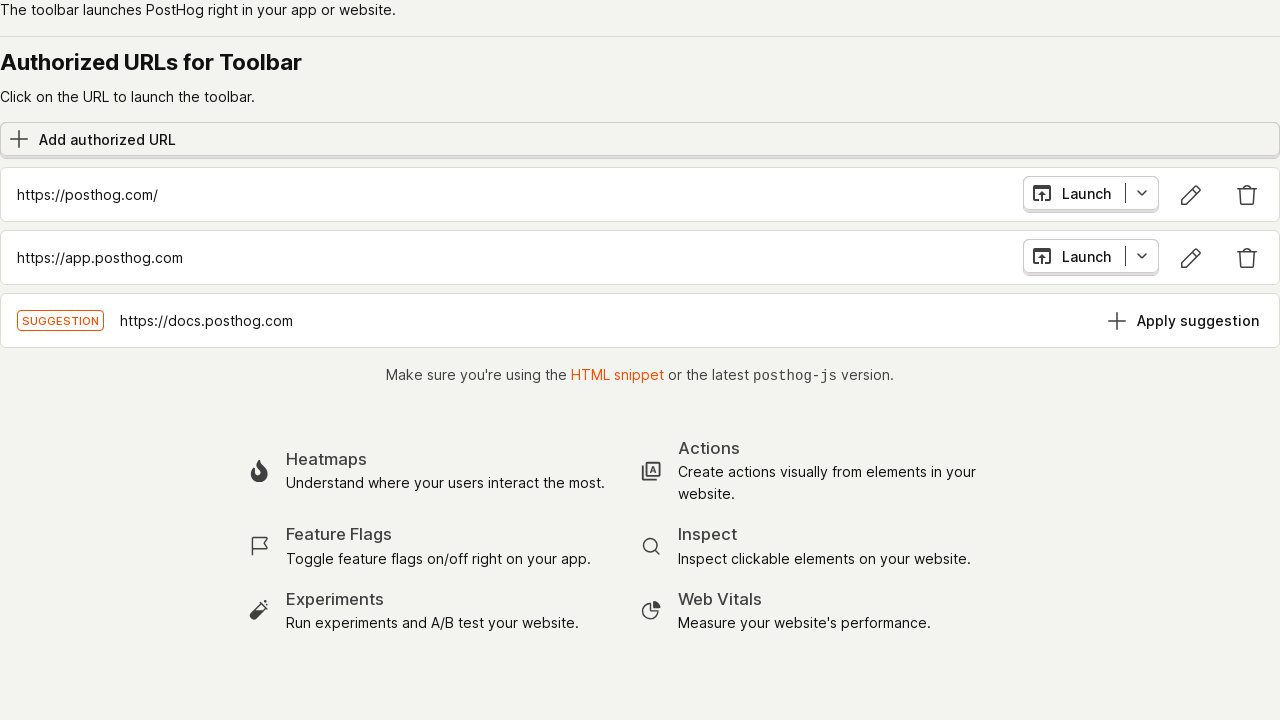 The toolbar launches PostHog right in your app or website.
Authorized URLs for Toolbar
Click on the URL to launch the toolbar.
Add authorized URL
https://posthog.com/
Launch
https://app.posthog.com
Launch
SUGGESTION https://docs.posthog.com
Apply suggestion
Make sure you're using the HTML snippet or the latest posthog-js version.
Heatmaps
Understand where your users interact the most.
Actions
Create actions visually from elements in your
website.
Feature Flags
Toggle feature flags on/off right on your app.
Inspect
Inspect clickable elements on your website.
Experiments
Run experiments and A/B test your website.
Web Vitals
Measure your website's performance.